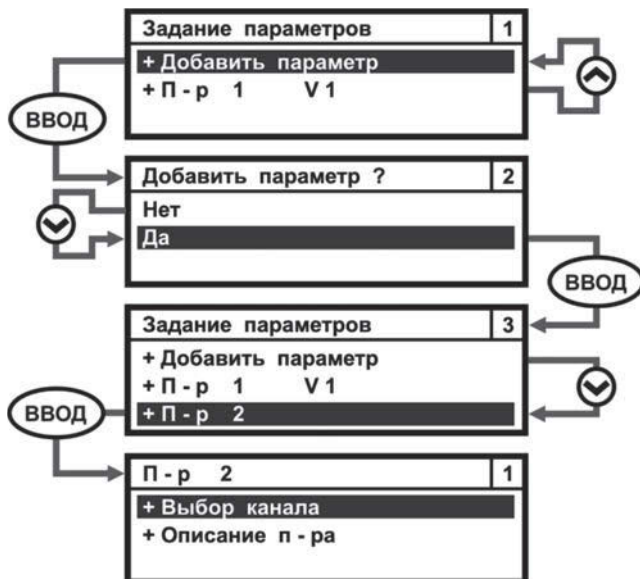 Задание параметров 1
+ Добавить параметр
+ П - р 1 V 1
ВВОД
Добавить параметр ? 2
Нет
Да
ВВОД
Задание параметров 3
+ Добавить параметр
+ П - р 1 V 1
+ П - р 2
ВВОД
П - р 2 1
+ Выбор канала
+ Описание п - ра